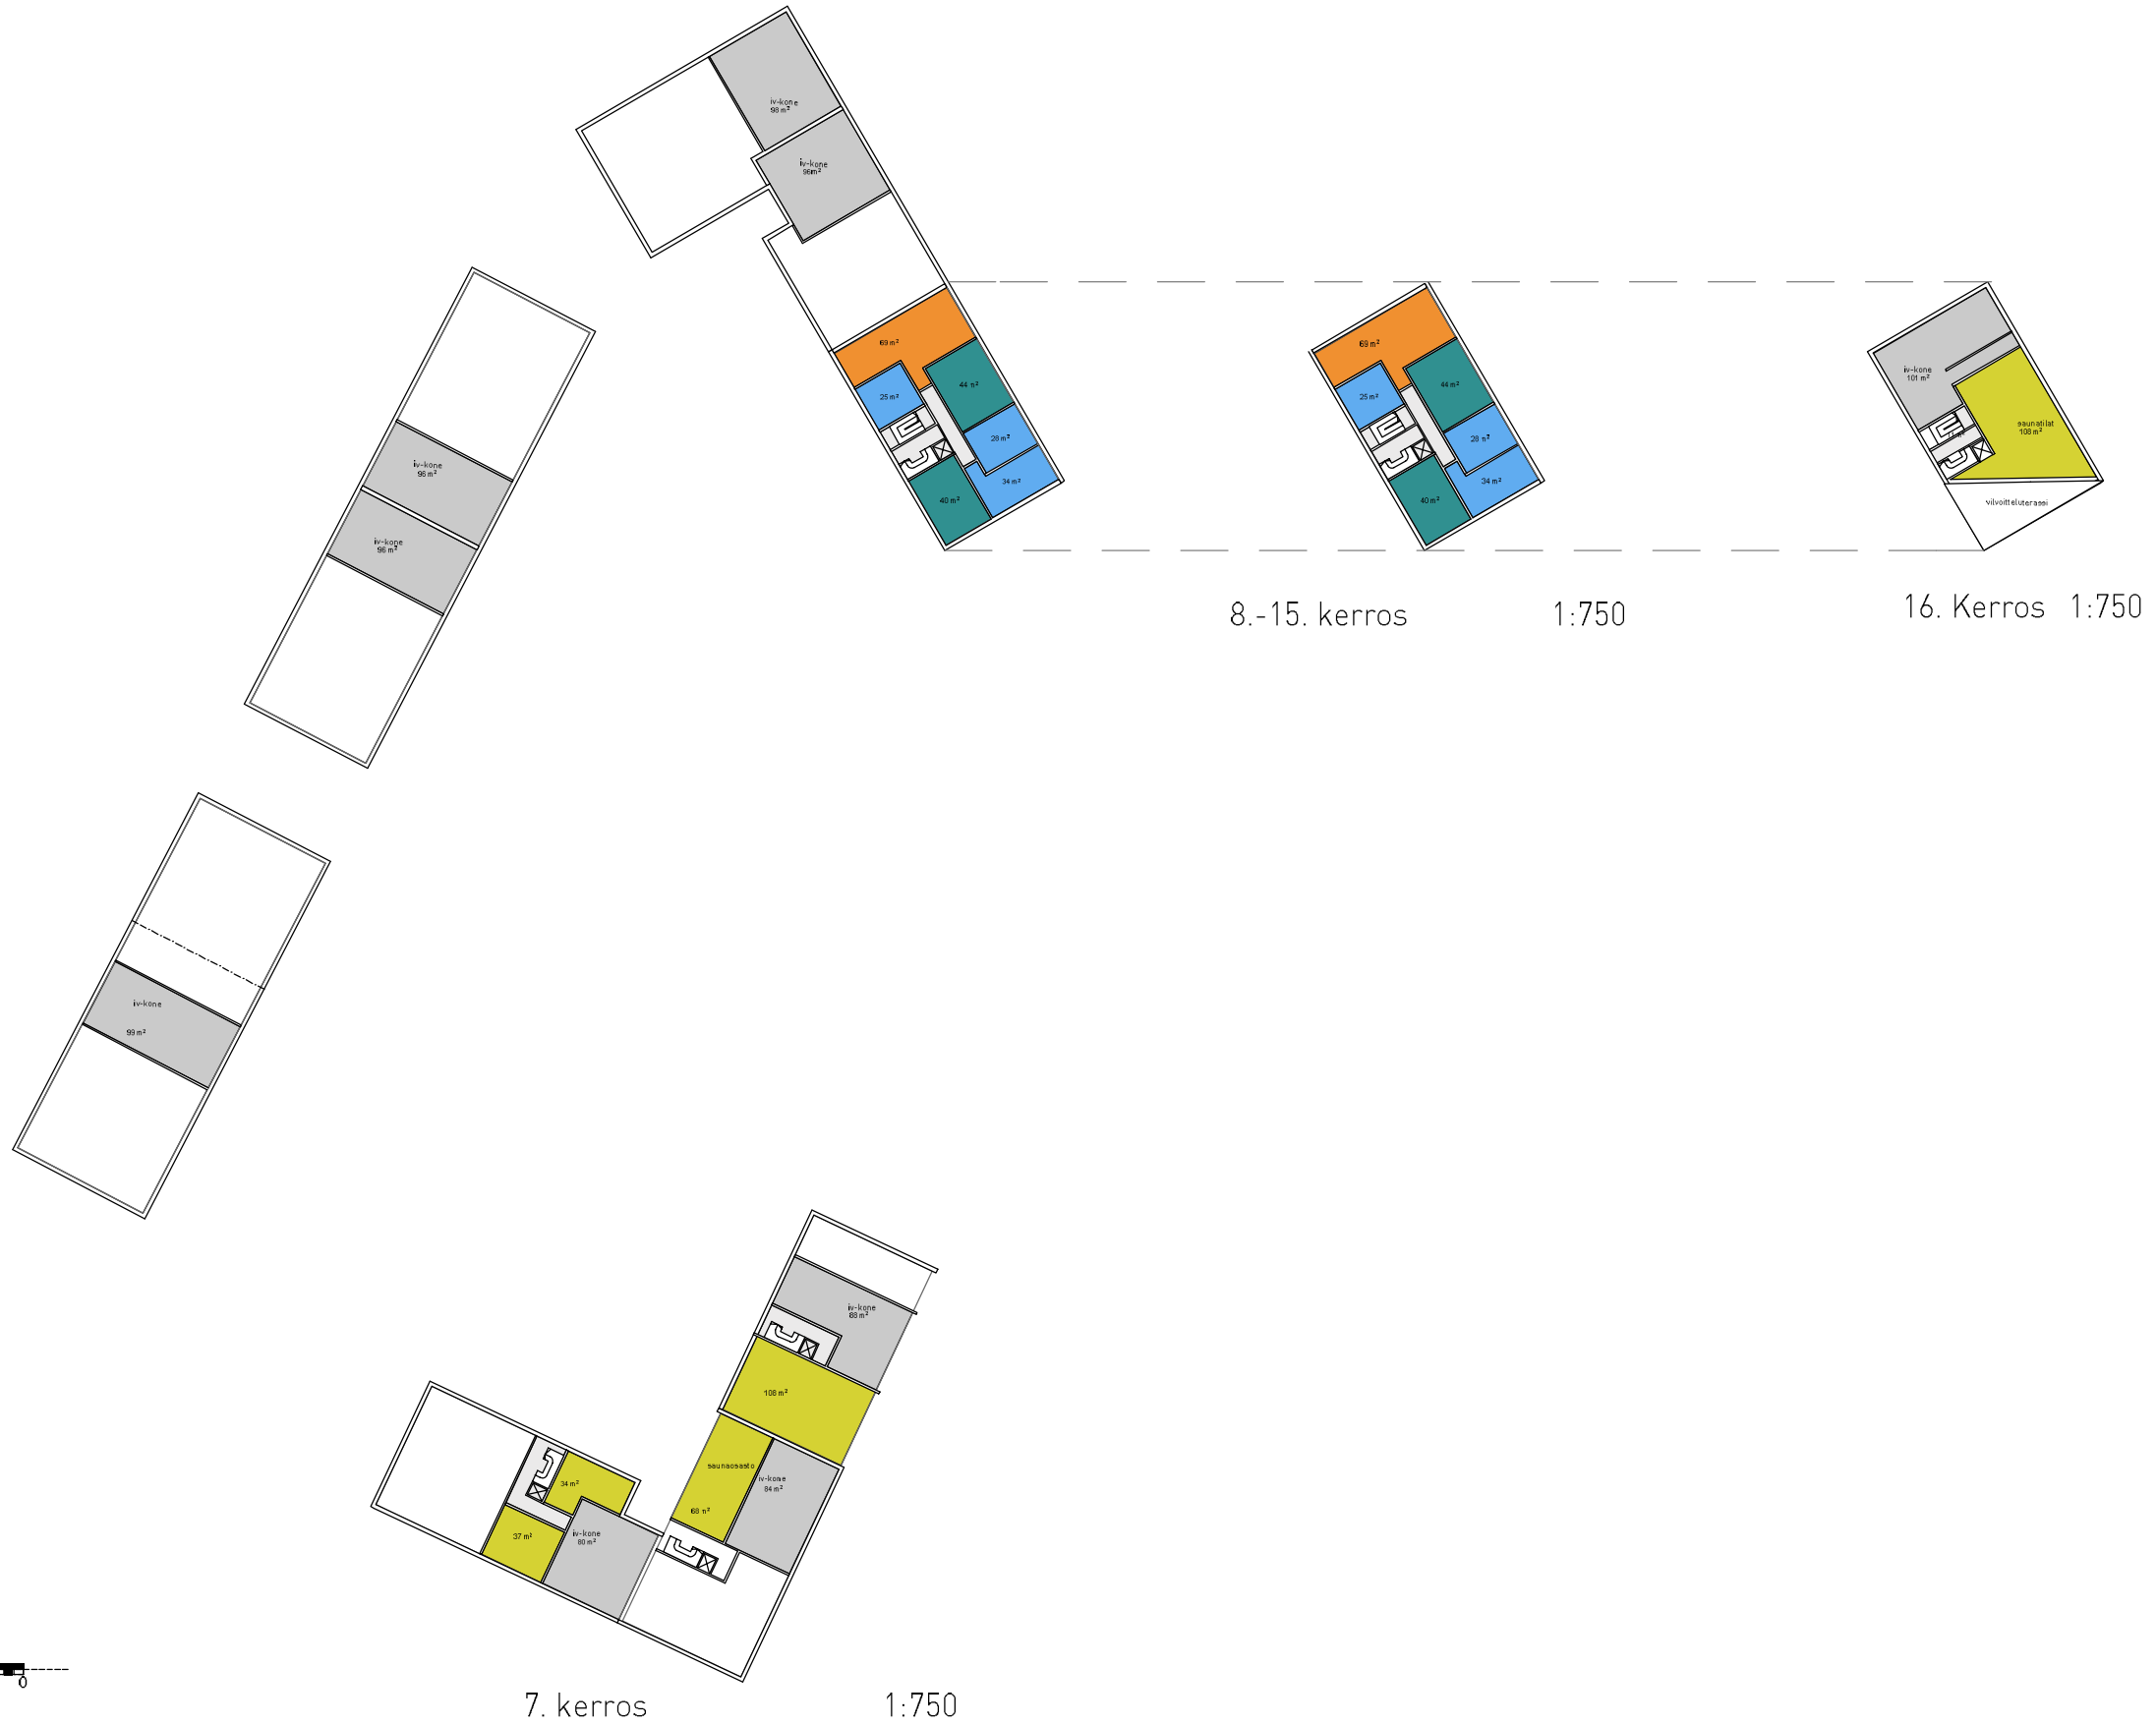 iv-kone
98 m²
iv-kone
96m²
69 m²
44 m²
25 m²
28 m²
34 m²
40 m²
69 m²
44 m²
25 m²
28 m²
34 m²
40 m²
iv-kone
101 m²
saunatilat
108 m²
vilvoitteluterassi
8.-15. kerros 1:750
16. Kerros 1:750
iv-kone
96 m²
iv-kone
96 m²
iv-kone
99 m²
iv-kone
88 m²
108 m²
saunaosasto
68 m²
iv-kone
84 m²
34 m²
37 m²
iv-kone
80 m²
0
7. kerros 1:750